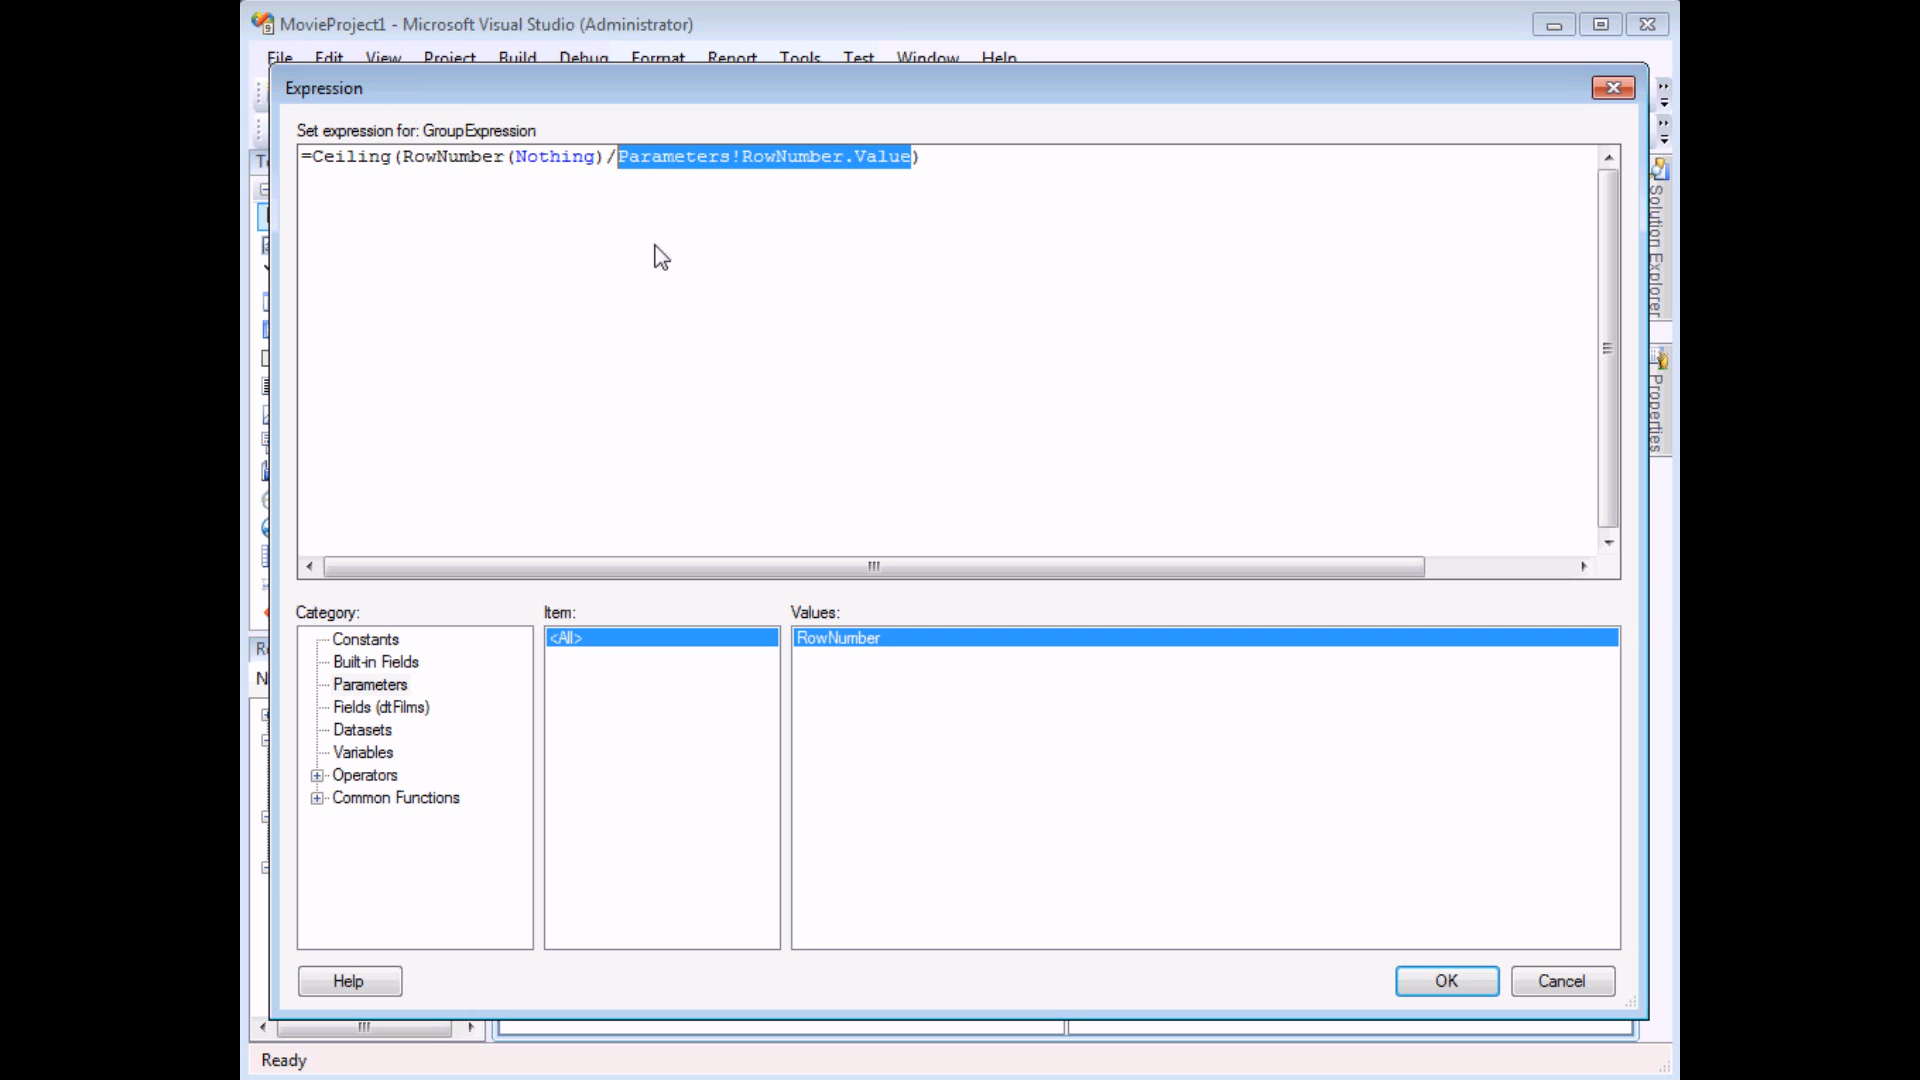 MovieProject1 - Microsoft Visual Studio (Administrator)
File Edit View Project Build Debug Format Report Tools Test Window Help
Expression
Set expression for: GroupExpression
=Ceiling(RowNumber(Nothing)/Parameters!RowNumber.Value)
Solution Explorer
Properties
Category:
Item:
Values:
Constants
Built-in Fields
Parameters
Fields (dtFilms)
Datasets
Variables
Operators
Common Functions
<All>
RowNumber
Help
OK
Cancel
Ready